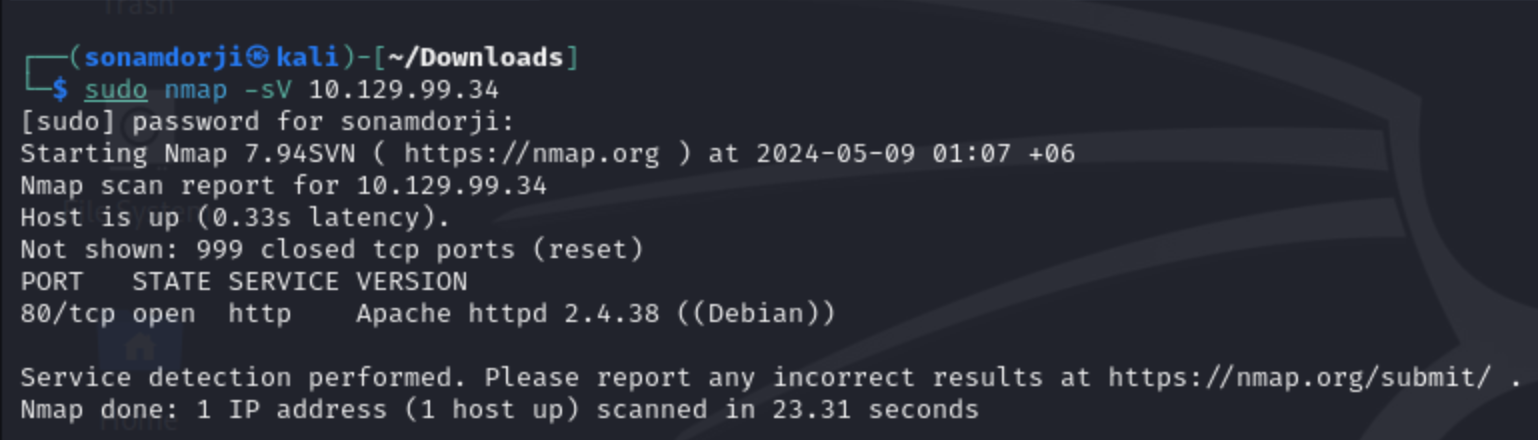 Trash
┌──(sonamdorji㉿kali)-[~/Downloads]
└─$ sudo nmap -sV 10.129.99.34
[sudo] password for sonamdorji:
Starting Nmap 7.94SVN ( https://nmap.org ) at 2024-05-09 01:07 +06
Nmap scan report for 10.129.99.34
File System
Host is up (0.33s latency).
Not shown: 999 closed tcp ports (reset)
PORT   STATE SERVICE VERSION
80/tcp open  http    Apache httpd 2.4.38 ((Debian))
Service detection performed. Please report any incorrect results at https://nmap.org/submit/ .
Nmap done: 1 IP address (1 host up) scanned in 23.31 seconds
Home